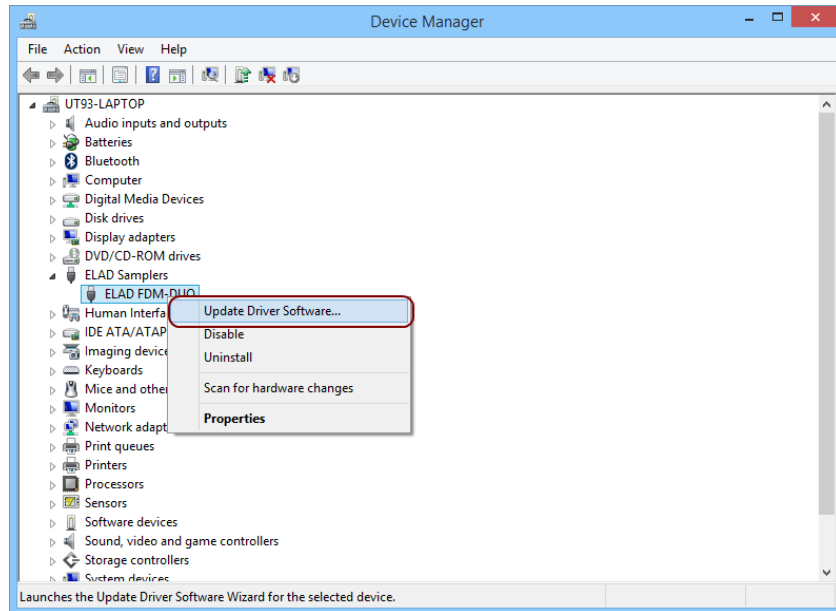 Device Manager
File Action View Help
UT93-LAPTOP
Audio inputs and outputs
Batteries
Bluetooth
Computer
Digital Media Devices
Disk drives
Display adapters
DVD/CD-ROM drives
ELAD Samplers
ELAD FDM-DUO
Human Interfa
IDE ATA/ATAP
Imaging device
Keyboards
Mice and other
Monitors
Network adapt
Print queues
Printers
Processors
Sensors
Software devices
Sound, video and game controllers
Storage controllers
System devices
Update Driver Software...
Disable
Uninstall
Scan for hardware changes
Properties
Launches the Update Driver Software Wizard for the selected device.